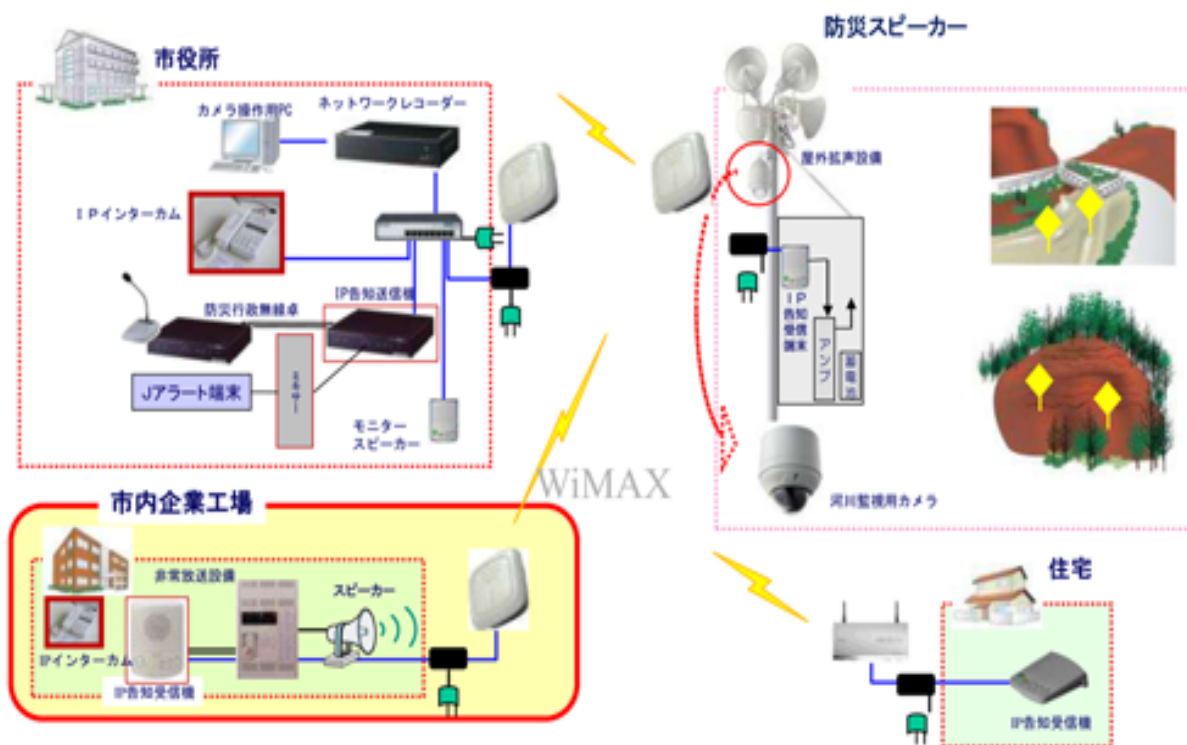 市役所
カメラ操作用PC
ネットワークレコーダー
IPインターカム
防災行政無線卓
IP告知送信機
Jアラート端末
ミキサー
モニター
スピーカー
防災スピーカー
屋外拡声設備
IP告知受信端末
アンプ
蓄電池
河川監視用カメラ
WiMAX
市内企業工場
非常放送設備
スピーカー
IPインターカム
IP告知受信機
住宅
IP告知受信機